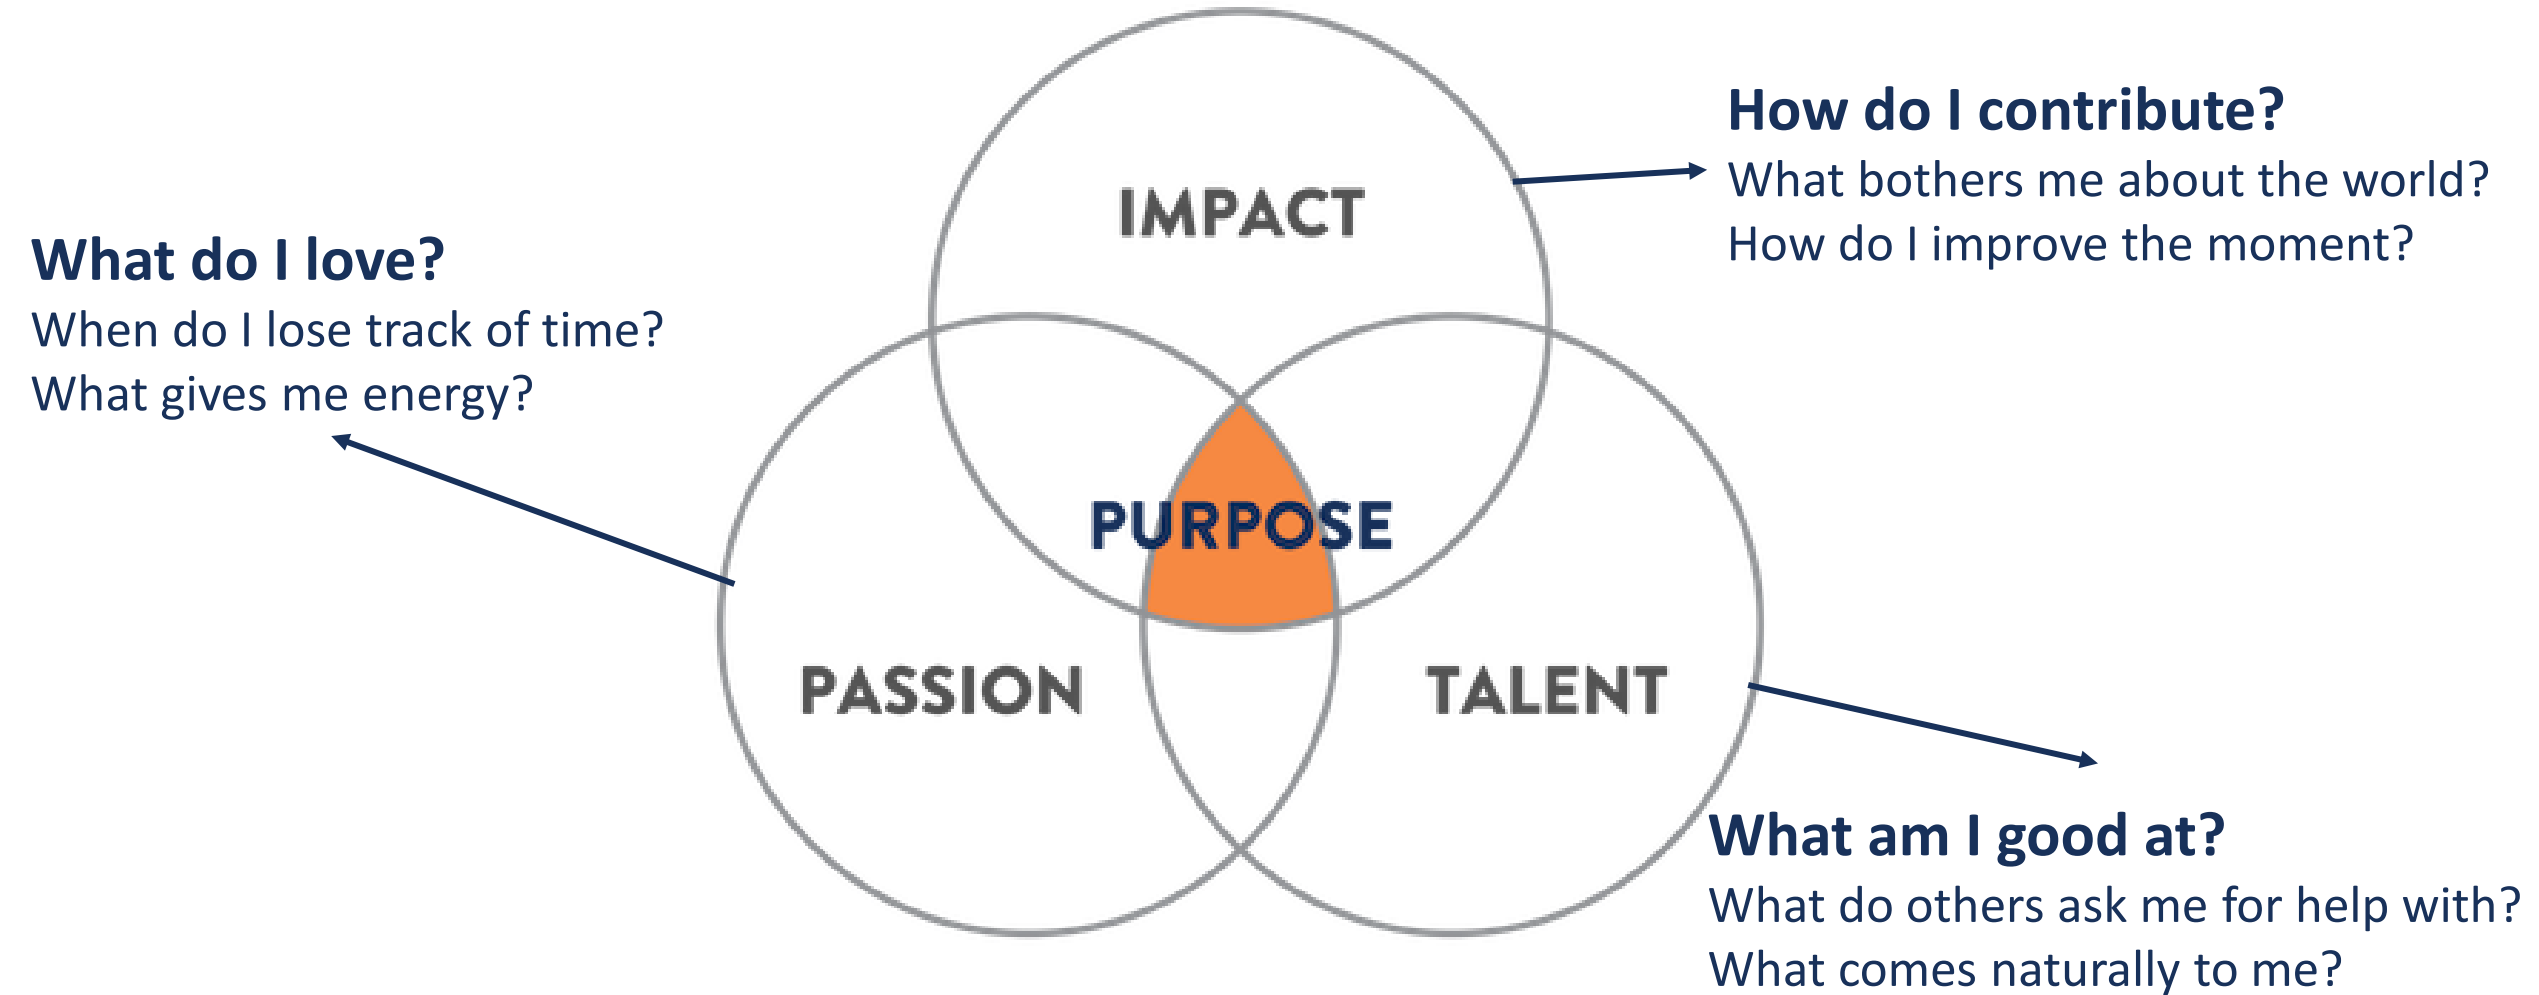 IMPACT
How do I contribute?
What bothers me about the world?
How do I improve the moment?
What do I love?
When do I lose track of time?
What gives me energy?
PURPOSE
PASSION
TALENT
What am I good at?
What do others ask me for help with?
What comes naturally to me?